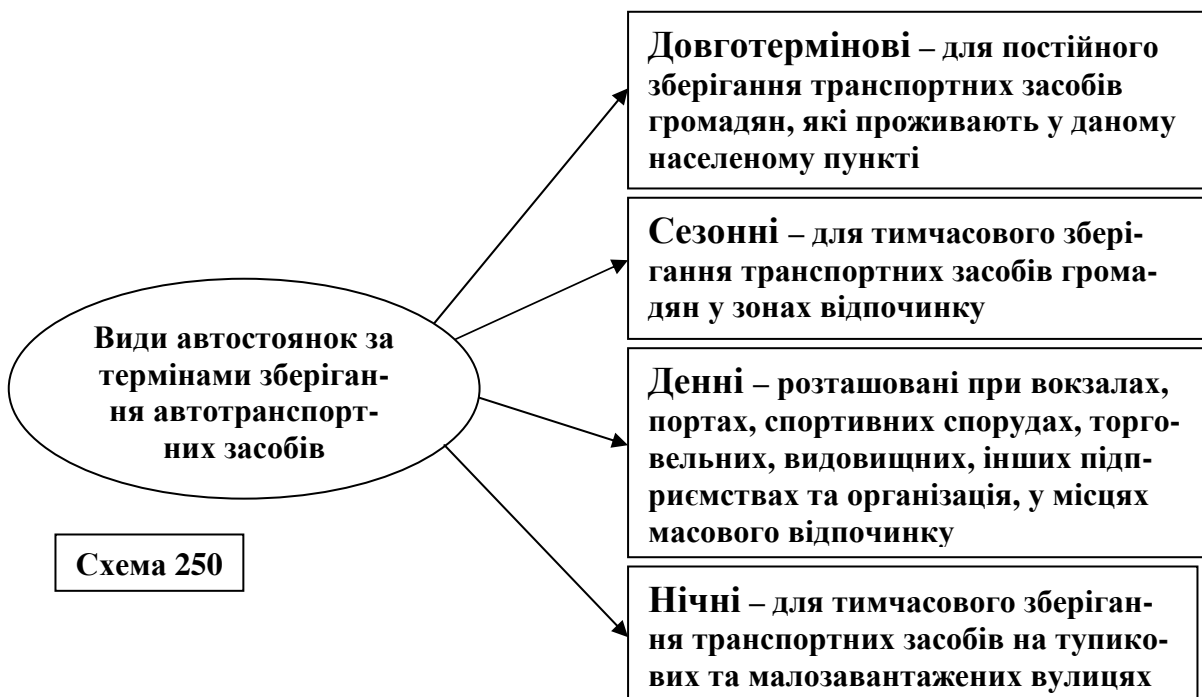 Довготермінові – для постійного
зберігання транспортних засобів
громадян, які проживають у даному
населеному пункті
Сезонні – для тимчасового збері-
гання транспортних засобів грома-
дян у зонах відпочинку
Види автостоянок за
термінами зберіган-
ня автотранспорт-
них засобів
Денні – розташовані при вокзалах,
портах, спортивних спорудах, торго-
вельних, видовищних, інших підп-
риємствах та організація, у місцях
масового відпочинку
Схема 250
Нічні – для тимчасового зберіган-
ня транспортних засобів на тупико-
вих та малозавантажених вулицях